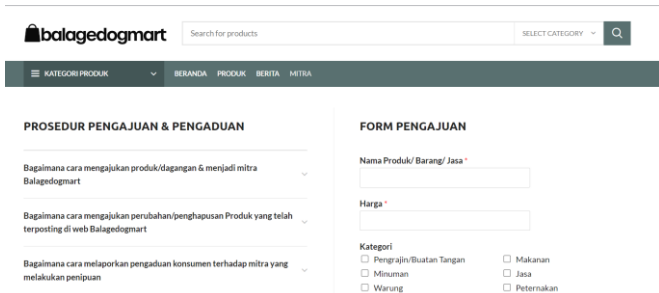 balagedogmart
Search for products
SELECT CATEGORY
KATEGORI PRODUK
BERANDA PRODUK BERITA MITRA
PROSEDUR PENGAJUAN & PENGADUAN
Bagaimana cara mengajukan produk/dagangan & menjadi mitra
Balagedogmart
Bagaimana cara mengajukan perubahan/penghapusan Produk yang telah
terposting di web Balagedogmart
Bagaimana cara melaporkan pengaduan konsumen terhadap mitra yang
melakukan penipuan
FORM PENGAJUAN
Nama Produk/ Barang/ Jasa *
Harga *
Kategori
Pengrajin/Buatan Tangan
Makanan
Minuman
Jasa
Warung
Peternakan